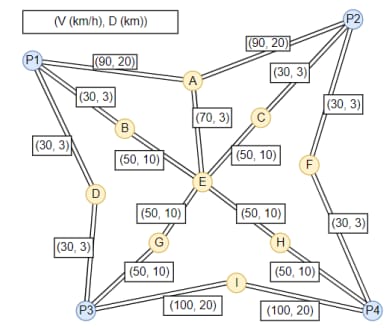 (V (km/h), D (km))
P2
(90, 20)
P1
(90, 20)
(30, 3)
A
(30, 3)
(30, 3)
(70, 3)
C
B
(30, 3)
(50, 10)
(50, 10)
F
E
D
(50, 10)
(50, 10)
(30, 3)
G
H
(30, 3)
(50, 10)
(50, 10)
I
P3
(100, 20)
(100, 20)
P4